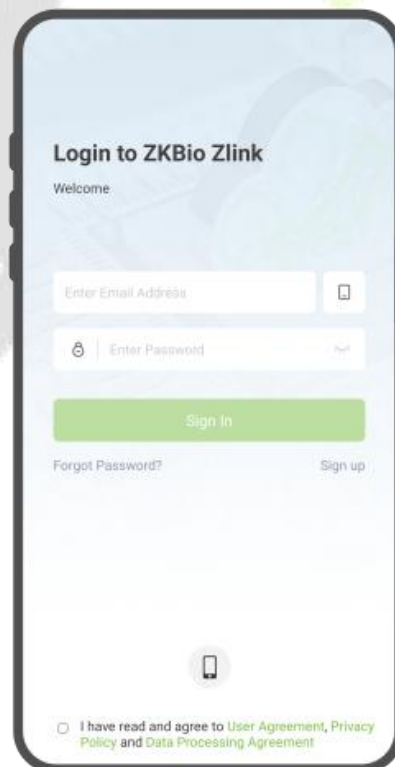 Login to ZKBio Zlink
Welcome
Enter Email Address
Enter Password
Sign In
Forgot Password? Sign up
I have read and agree to User Agreement, Privacy
Policy and Data Processing Agreement